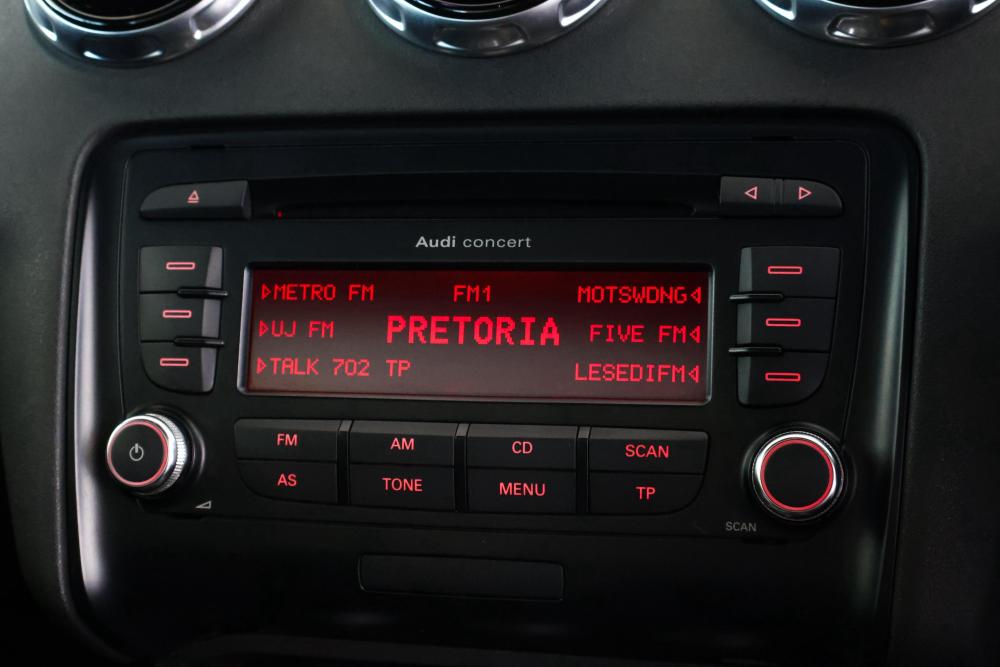 Audi concert
METRO FM FM1 MOTSWDNG
UJ FM PRETORIA FIVE FM
TALK 702 TP LESEDIFM
FM AM CD SCAN
AS TONE MENU TP
SCAN